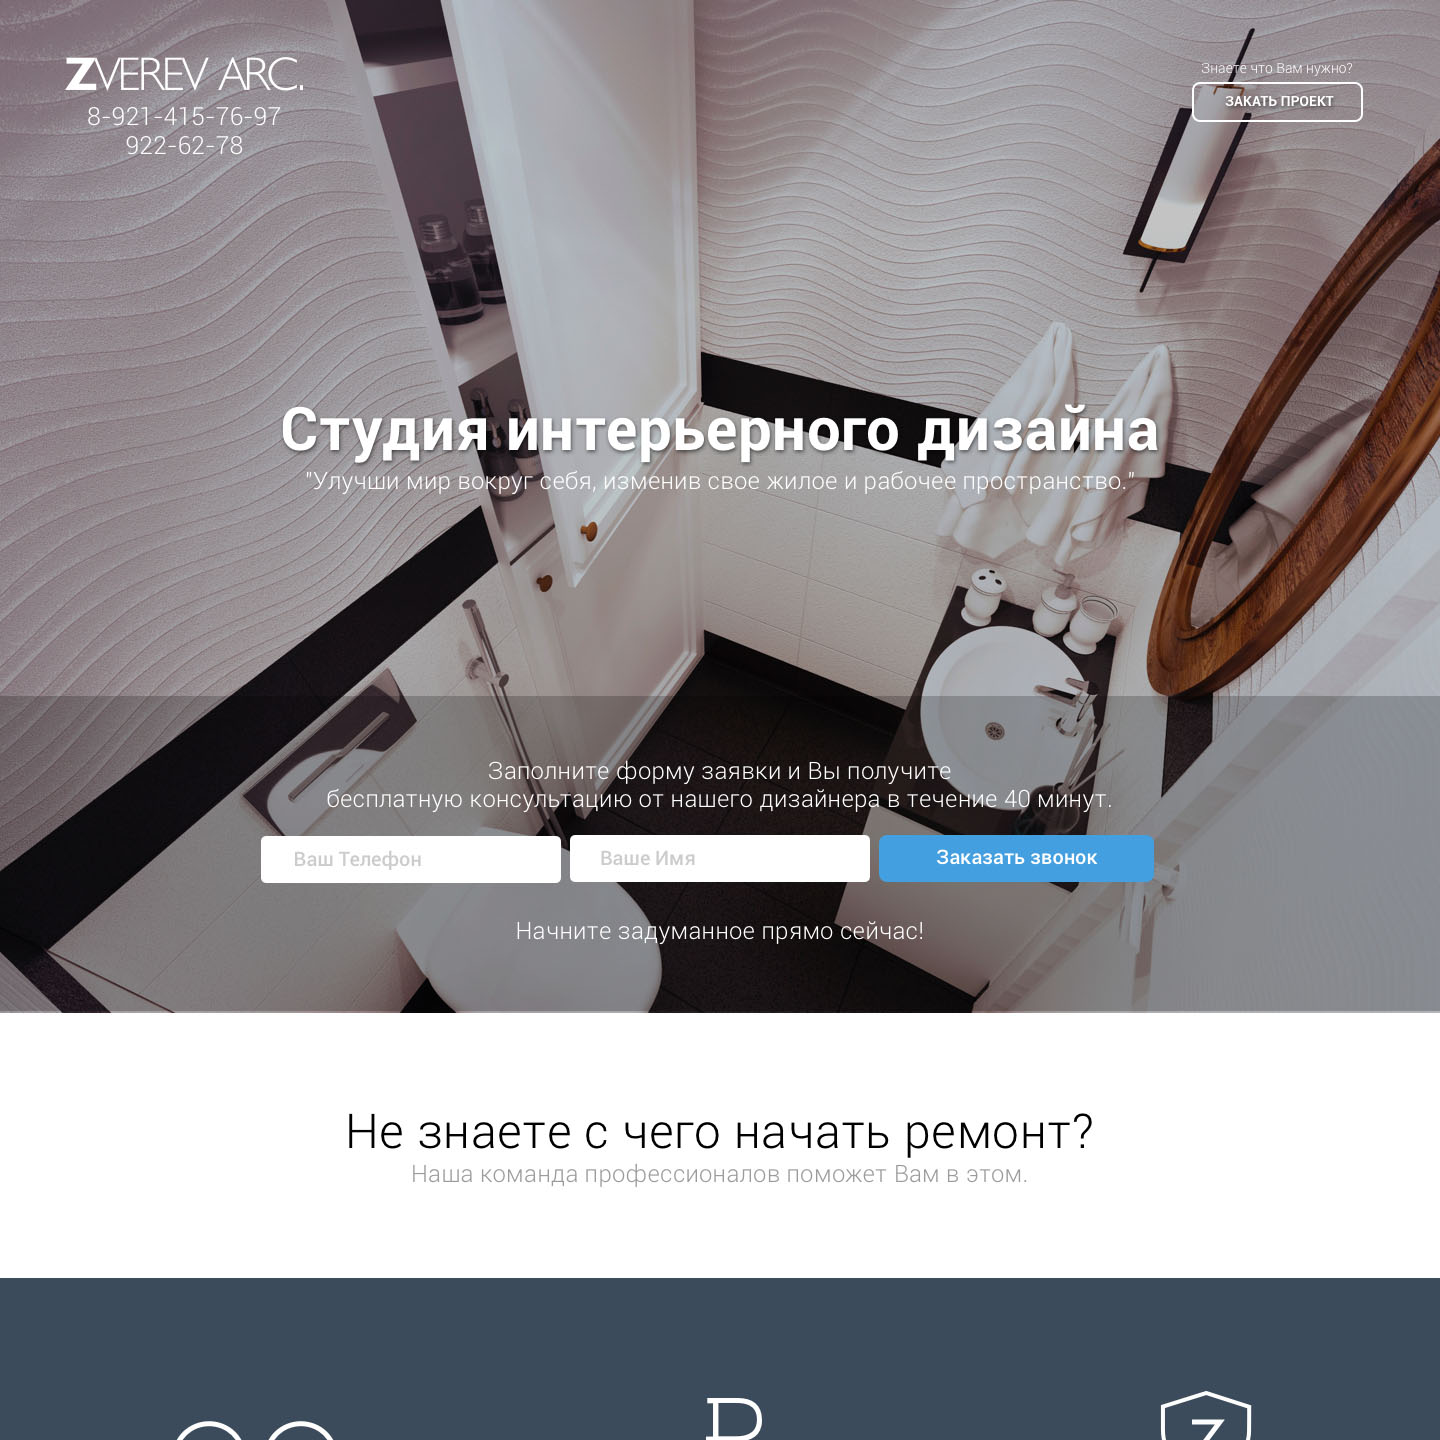 ZVEREV ARC.
8-921-415-76-97
922-62-78
Знаете что Вам нужно?
ЗАКАТЬ ПРОЕКТ
Студия интерьерного дизайна
"Улучши мир вокруг себя, изменив свое жилое и рабочее пространство."
Заполните форму заявки и Вы получите
бесплатную консультацию от нашего дизайнера в течение 40 минут.
Ваш Телефон
Ваше Имя
Заказать звонок
Начните задуманное прямо сейчас!
Не знаете с чего начать ремонт?
Наша команда профессионалов поможет Вам в этом.